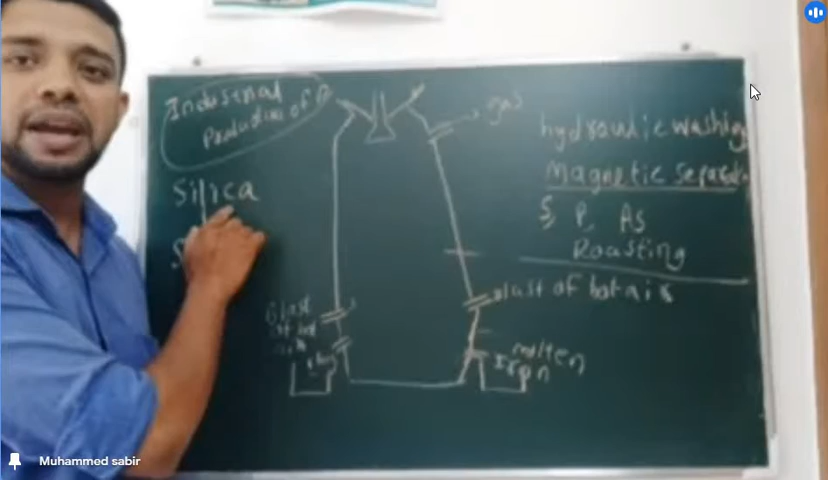 Industrial
Production of
Silica
gas
hydraulic washing
Magnetic separat
S, P, As
Roasting
Blast of hot air
Blast
of hot
air
slag
molten
Iron
Muhammed sabir